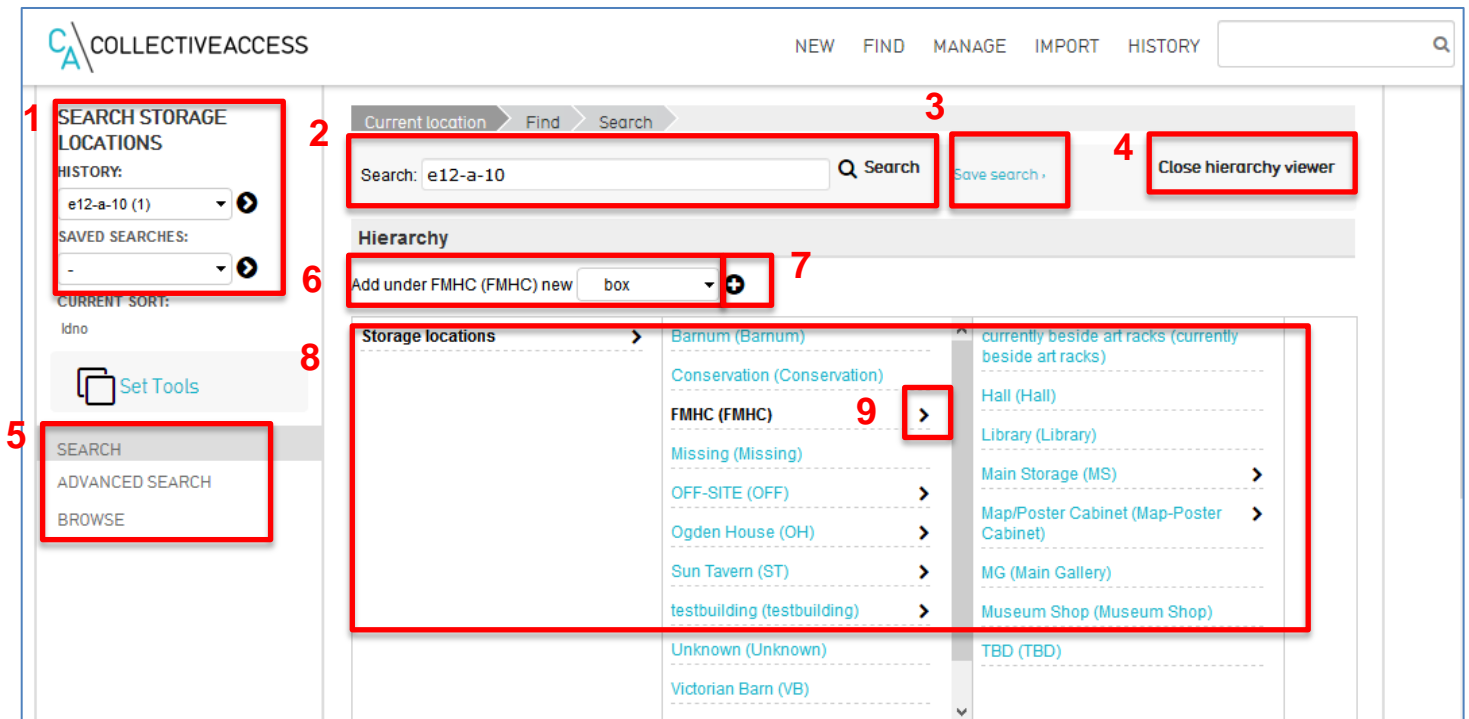 CA COLLECTIVEACCESS
NEW FIND MANAGE IMPORT HISTORY
1
SEARCH STORAGE
LOCATIONS
HISTORY:
e12-a-10 (1)
SAVED SEARCHES:
-
CURRENT SORT:
Idno
Set Tools
5
SEARCH
ADVANCED SEARCH
BROWSE
Current location Find Search
2
Search: e12-a-10 Search
3
Save search ›
4
Close hierarchy viewer
Hierarchy
6
Add under FMHC (FMHC) new box
7
8
Storage locations
Barnum (Barnum)
Conservation (Conservation)
FMHC (FMHC)
9
Missing (Missing)
OFF-SITE (OFF)
Ogden House (OH)
Sun Tavern (ST)
testbuilding (testbuilding)
Unknown (Unknown)
Victorian Barn (VB)
currently beside art racks (currently
beside art racks)
Hall (Hall)
Library (Library)
Main Storage (MS)
Map/Poster Cabinet (Map-Poster
Cabinet)
MG (Main Gallery)
Museum Shop (Museum Shop)
TBD (TBD)